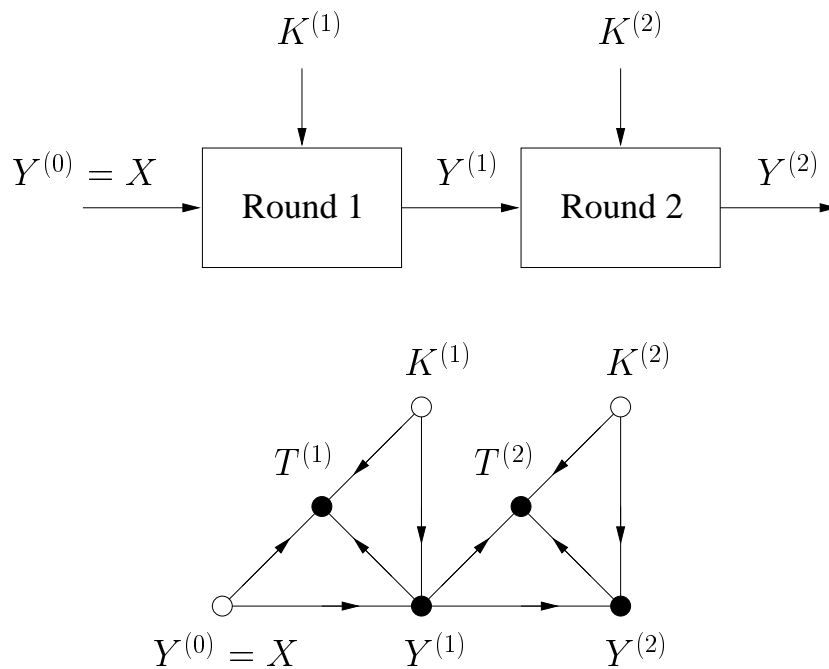 K^{(1)} K^{(2)}
Y^{(0)} = X Y^{(1)} Y^{(2)}
Round 1 Round 2
K^{(1)} K^{(2)}
T^{(1)} T^{(2)}
Y^{(0)} = X Y^{(1)} Y^{(2)}